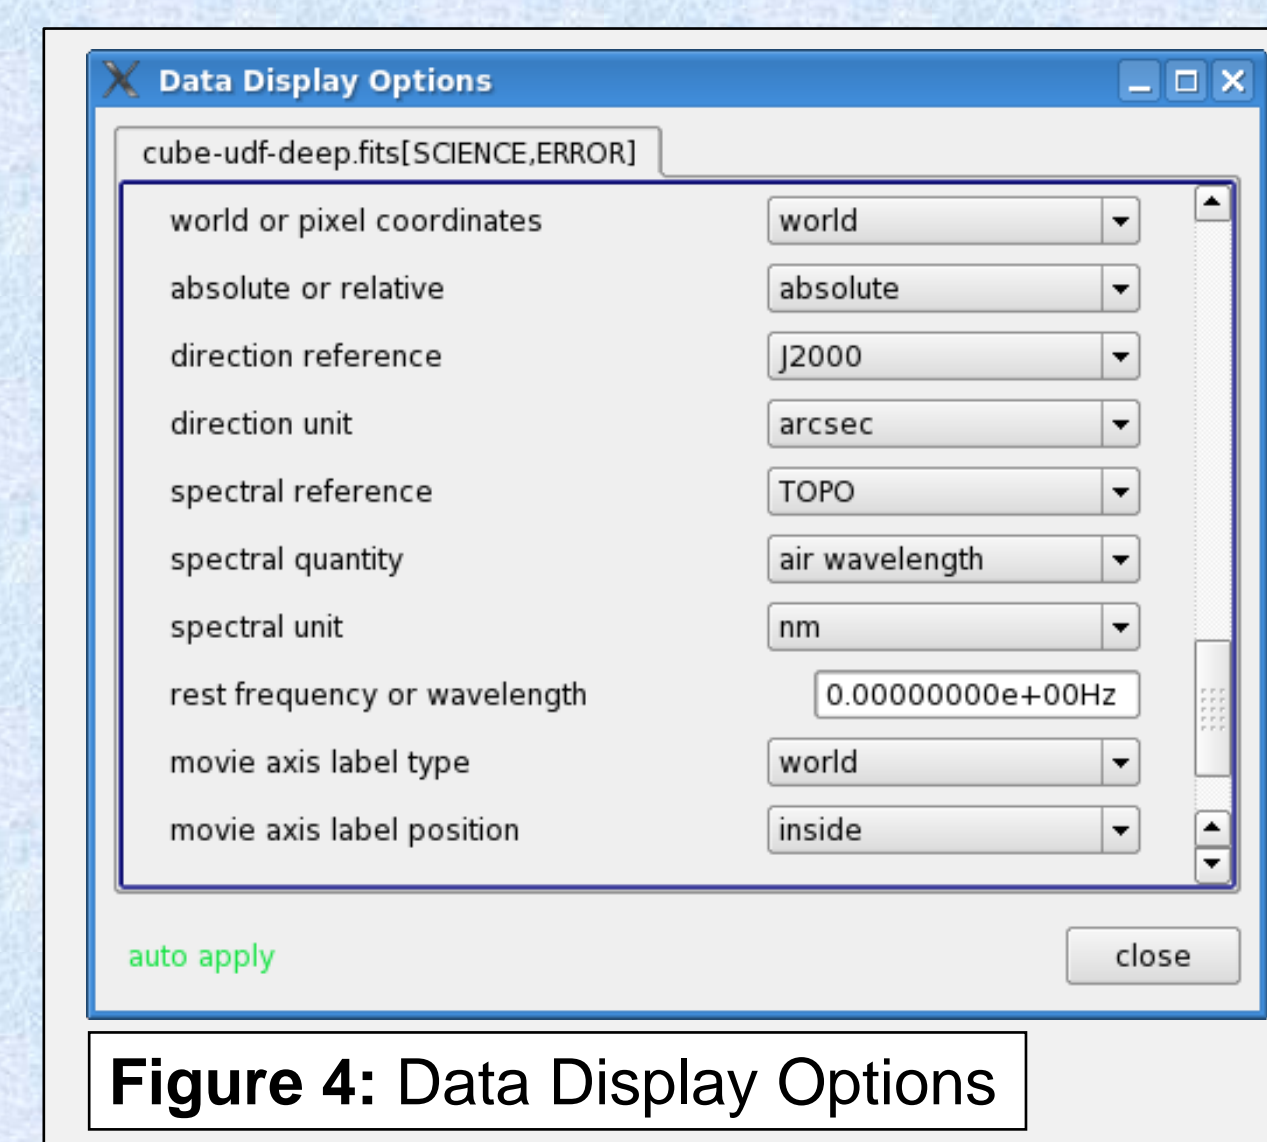 Data Display Options
cube-udf-deep.fits[SCIENCE,ERROR]
world or pixel coordinates world
absolute or relative absolute
direction reference J2000
direction unit arcsec
spectral reference TOPO
spectral quantity air wavelength
spectral unit nm
rest frequency or wavelength 0.00000000e+00Hz
movie axis label type world
movie axis label position inside
auto apply close
Figure 4: Data Display Options